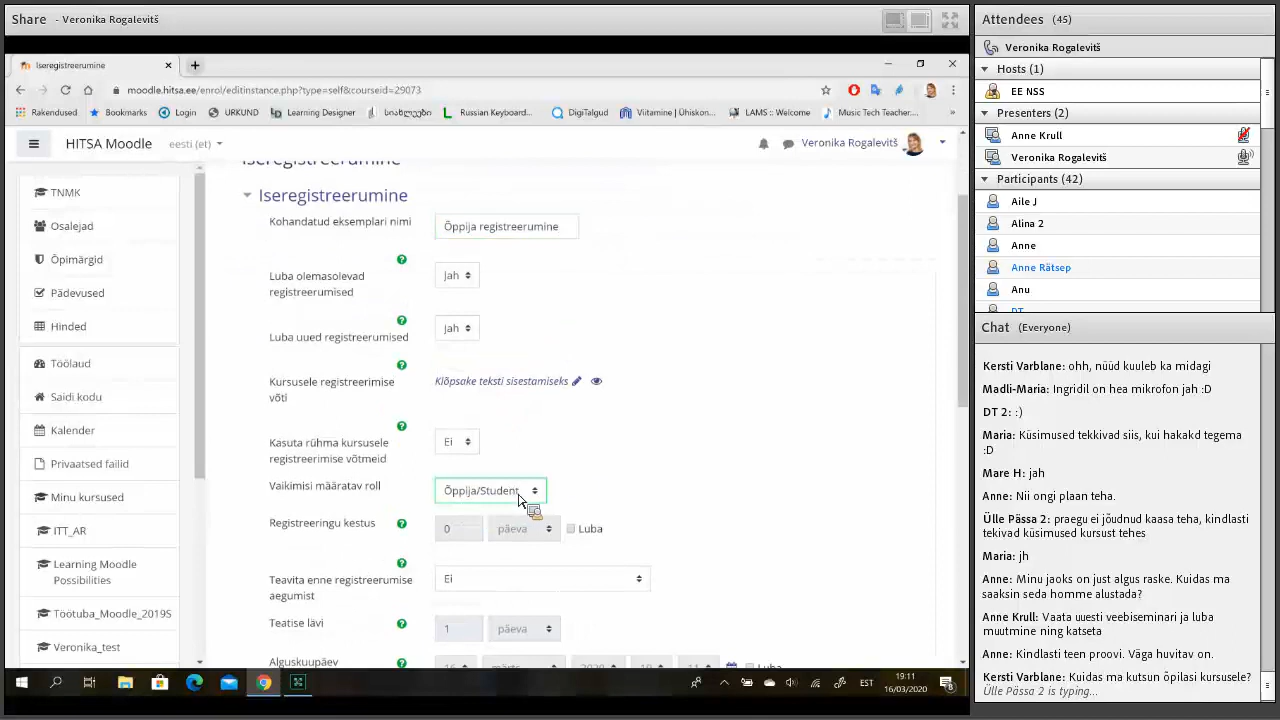 Share - Veronika Rogalevitš
Iseregistreerumine
moodle.hitsa.ee/enrol/editinstance.php?type=self&courseid=29073
Rakendused Bookmarks Login URKUND Learning Designer Russian Keyboard DigiTalgud Viitamine | Ühiskon... LAMS :: Welcome Music Tech Teacher,... »
HITSA Moodle eesti (et) Veronika Rogalevitš
TNMK
Osalejad
Õpimärgid
Pädevused
Hinded
Töölaud
Saidi kodu
Kalender
Privaatsed failid
Minu kursused
ITT_AR
Learning Moodle
Possibilities
Töötuba_Moodle_2019S
Veronika_test
Iseregistreerumine
Iseregistreerumine
Kohandatud eksemplari nimi Õppija registreerumine
Luba olemasolevad
registreerumised
Jah
Luba uued registreerumised Jah
Kursusele registreerimise
võti
Klõpsake teksti sisestamiseks
Kasuta rühma kursusele
registreerimise võtmeid
Ei
Vaikimisi määratav roll Õppija/Student
Registreeringu kestus 0 päeva Luba
Teavita enne registreerumise
aegumist
Ei
Teatise lävi 1 päeva
Alguskuupäev 16 märts 2020 19 11 Luba
EST
19:11
16/03/2020
8
Attendees (45)
Veronika Rogalevitš
Hosts (1)
EE NSS
Presenters (2)
Anne Krull
Veronika Rogalevitš
Participants (42)
Aile J
Alina 2
Anne
Anne Rätsep
Anu
DT
Chat (Everyone)
Kersti Varblane: ohh, nüüd kuuleb ka midagi
Madli-Maria: Ingridil on hea mikrofon jah :D
DT 2: :)
Maria: Küsimused tekkivad siis, kui hakakd tegema
:D
Mare H: jah
Anne: Nii ongi plaan teha.
Ülle Pässa 2: praegu ei jõudnud kaasa teha, kindlasti
tekivad küsimused kursust tehes
Maria: jh
Anne: Minu jaoks on just algus raske. Kuidas ma
saaksin seda homme alustada?
Anne Krull: Vaata uuesti veebiseminari ja luba
muutmine ning katseta
Anne: Kindlasti teen proovi. Väga huvitav on.
Kersti Varblane: Kuidas ma kutsun õpilasi kursusele?
Ülle Pässa 2 is typing...